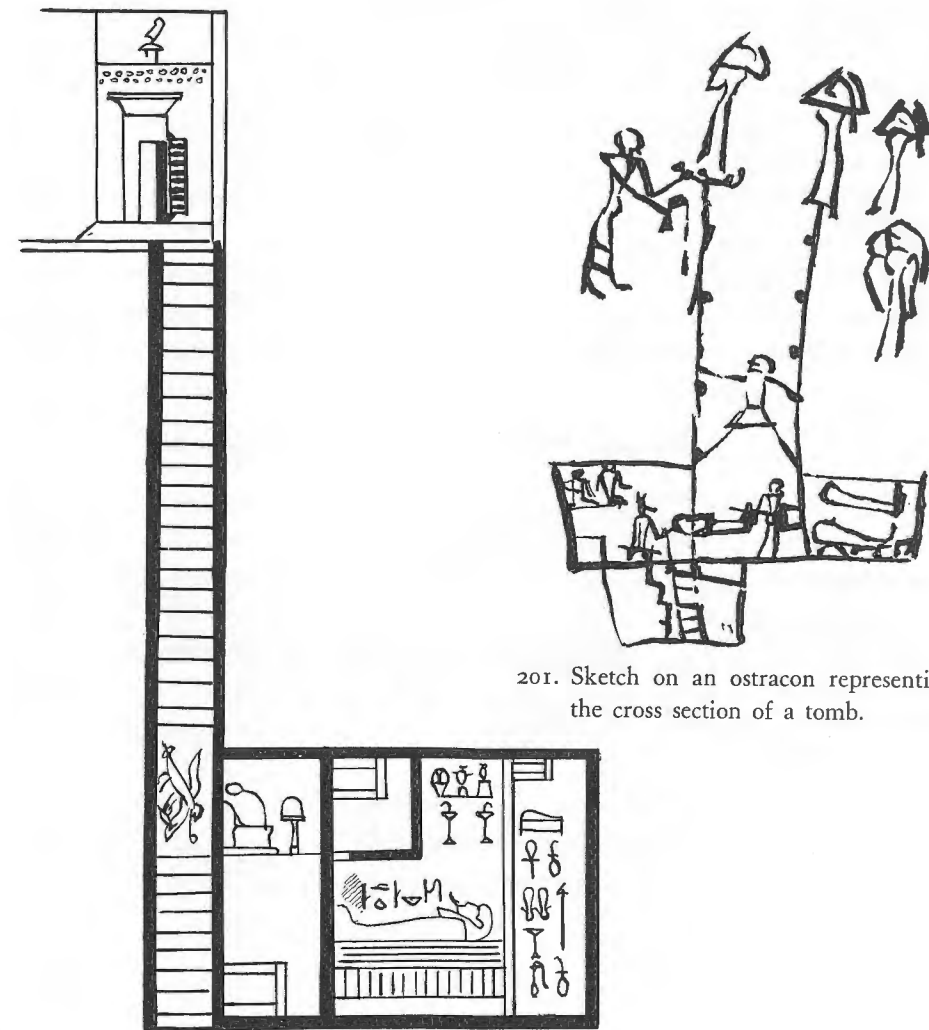 201. Sketch on an ostracon representi
the cross section of a tomb.